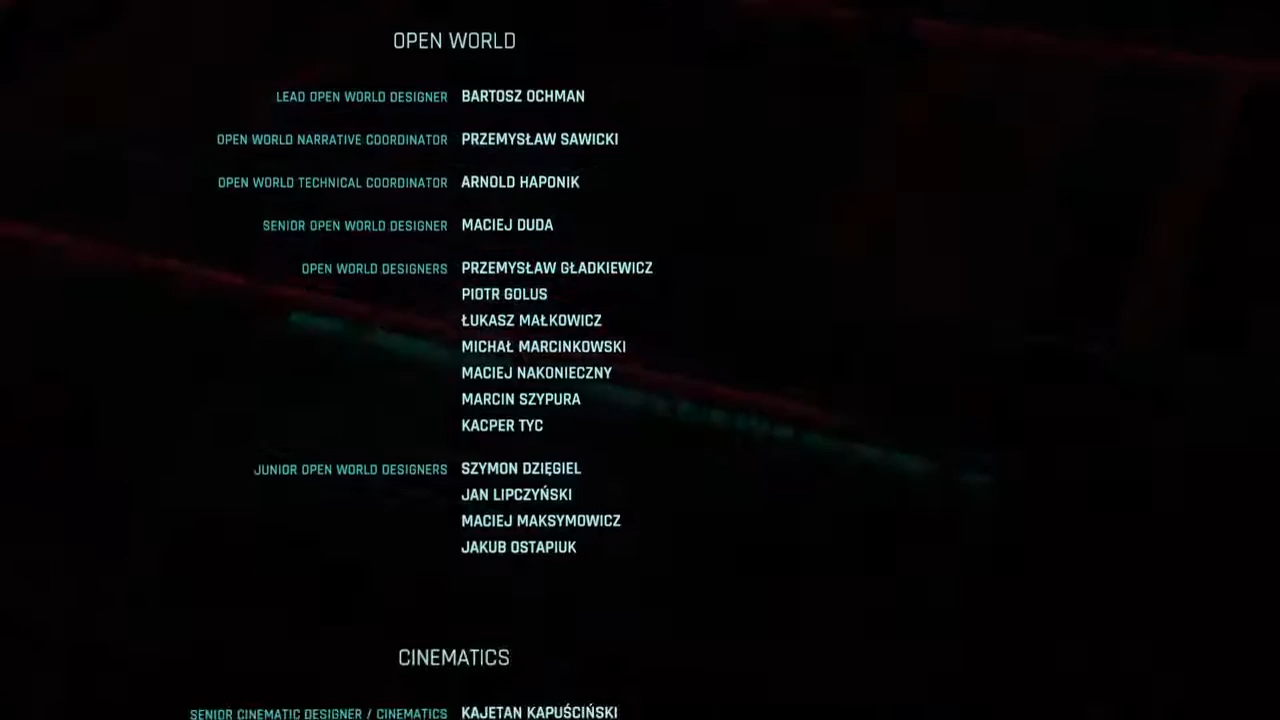 OPEN WORLD
LEAD OPEN WORLD DESIGNER BARTOSZ OCHMAN
OPEN WORLD NARRATIVE COORDINATOR PRZEMYSŁAW SAWICKI
OPEN WORLD TECHNICAL COORDINATOR ARNOLD HAPONIK
SENIOR OPEN WORLD DESIGNER MACIEJ DUDA
OPEN WORLD DESIGNERS PRZEMYSŁAW GŁADKIEWICZ
PIOTR GOLUS
ŁUKASZ MAŁKOWICZ
MICHAŁ MARCINKOWSKI
MACIEJ NAKONIECZNY
MARCIN SZYPURA
KACPER TYC
JUNIOR OPEN WORLD DESIGNERS SZYMON DZIĘGIEL
JAN LIPCZYŃSKI
MACIEJ MAKSYMOWICZ
JAKUB OSTAPIUK
CINEMATICS
SENIOR CINEMATIC DESIGNER / CINEMATICS KAJETAN KAPUŚCIŃSKI